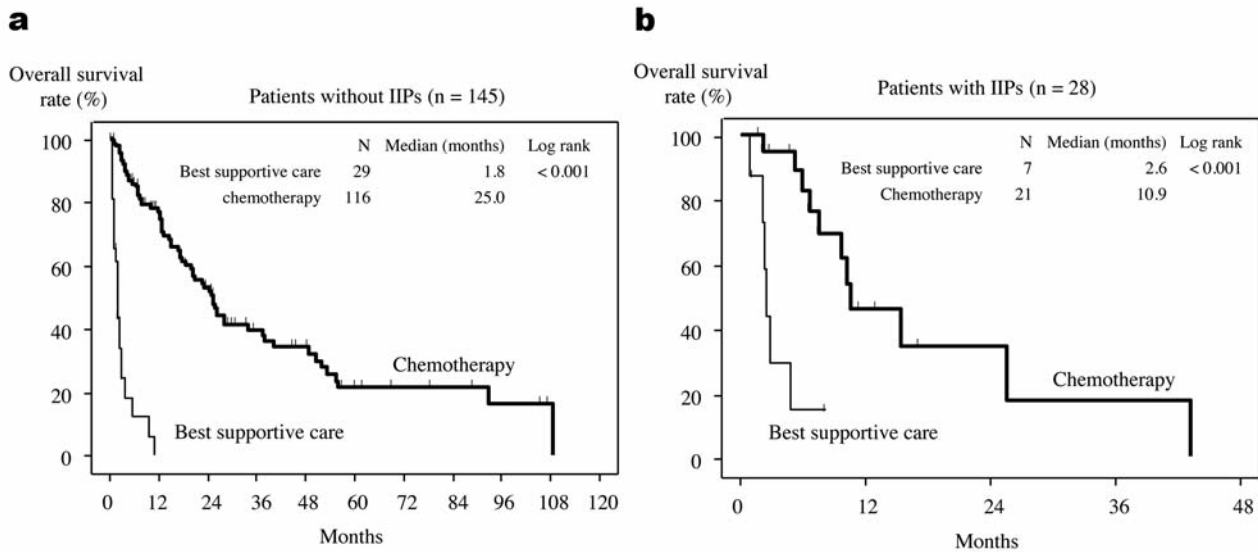 a
Overall survival
rate (%)
Patients without IIPs (n = 145)
N Median (months) Log rank
Best supportive care 29 1.8 < 0.001
chemotherapy 116 25.0
100
80
60
40
20
0
Chemotherapy
Best supportive care
0 12 24 36 48 60 72 84 96 108 120
Months
b
Overall survival
rate (%)
Patients with IIPs (n = 28)
N Median (months) Log rank
Best supportive care 7 2.6 < 0.001
Chemotherapy 21 10.9
100
80
60
40
20
0
Chemotherapy
Best supportive care
0 12 24 36 48
Months